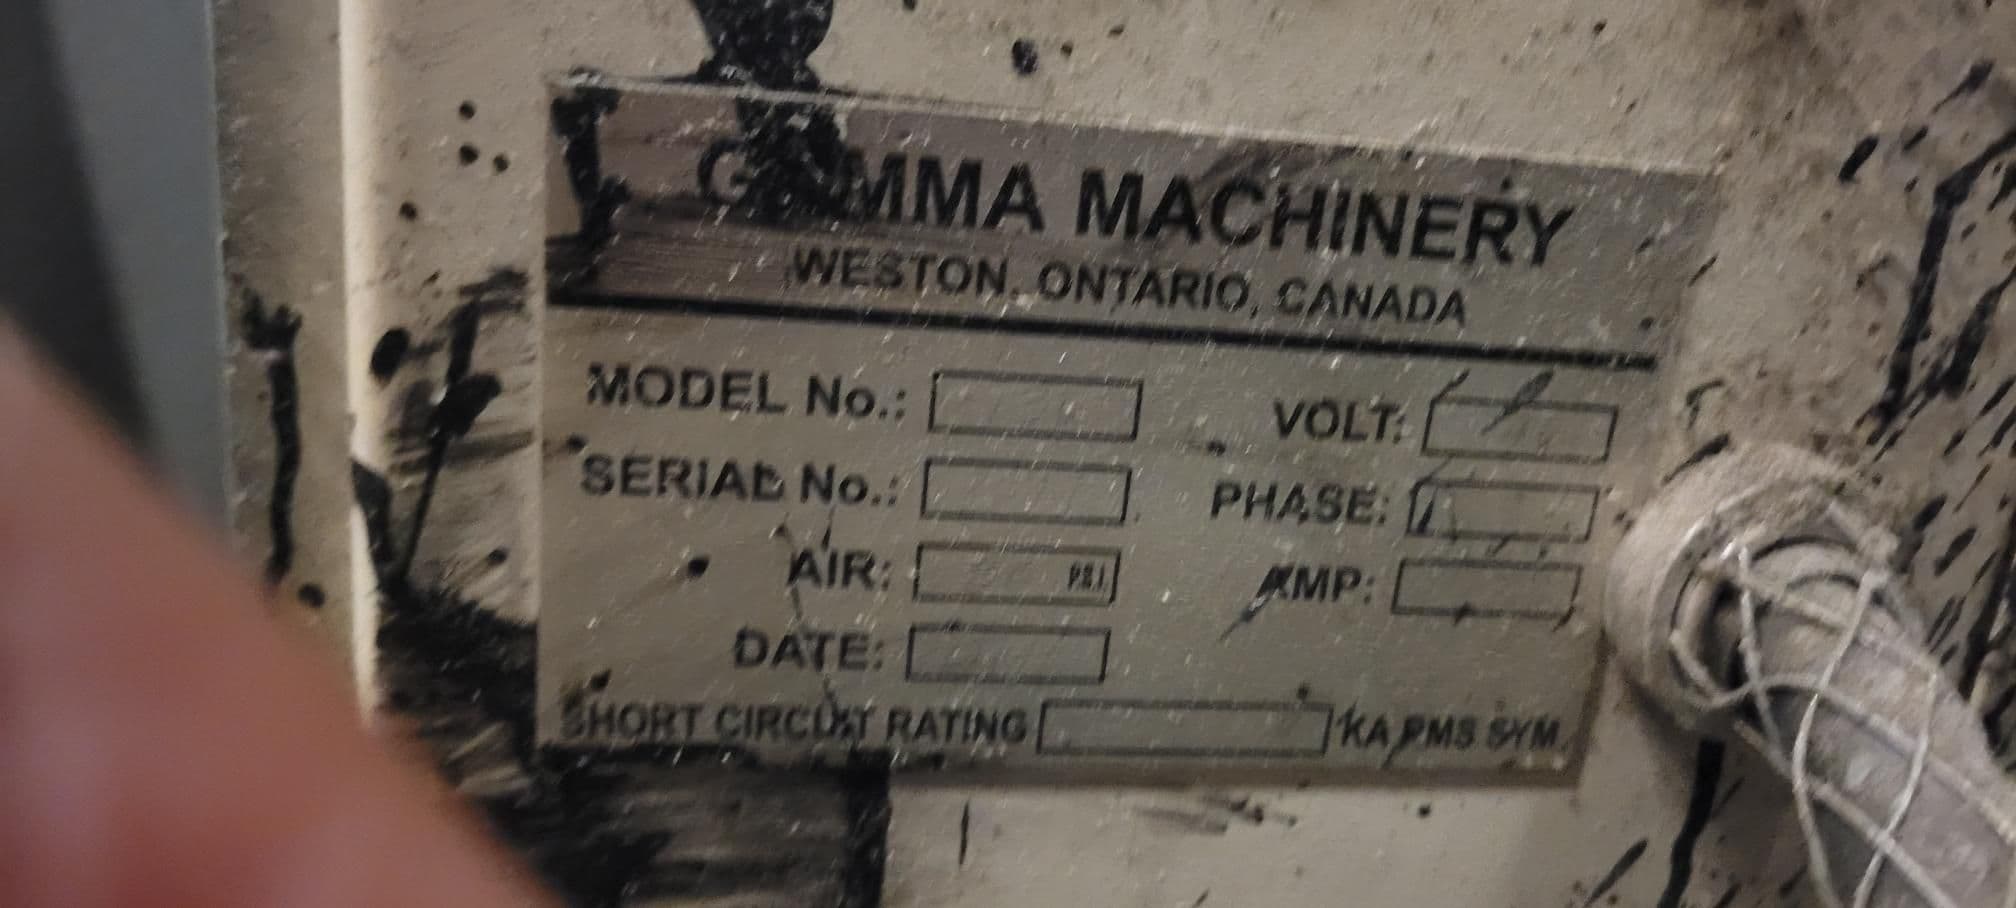 GAMMA MACHINERY
WESTON, ONTARIO, CANADA
MODEL No.:
VOLT:
SERIAL No.:
PHASE:
AIR: P.S.I.
AMP:
DATE:
SHORT CIRCUIT RATING KA RMS SYM.